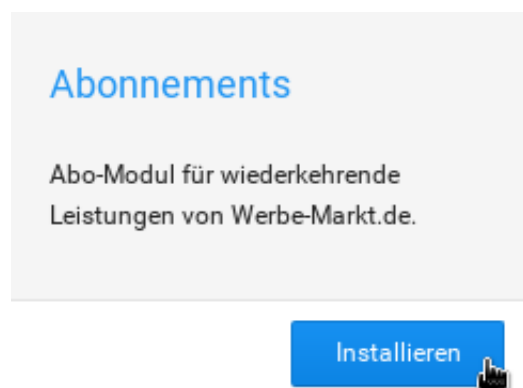 Abonnements
Abo-Modul für wiederkehrende
Leistungen von Werbe-Markt.de.
Installieren